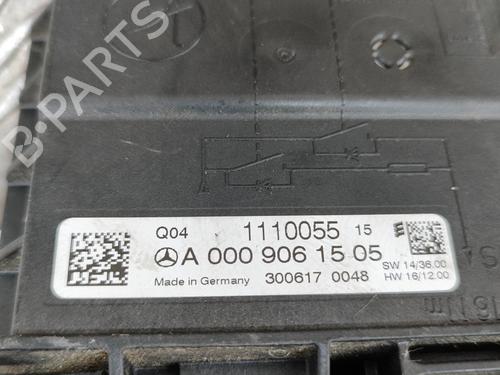 B-PARTS
Q04 1110055 15 E
A 000 906 15 05 SW 14/36.00
Made in Germany 300617 0048 HW 16/12.00